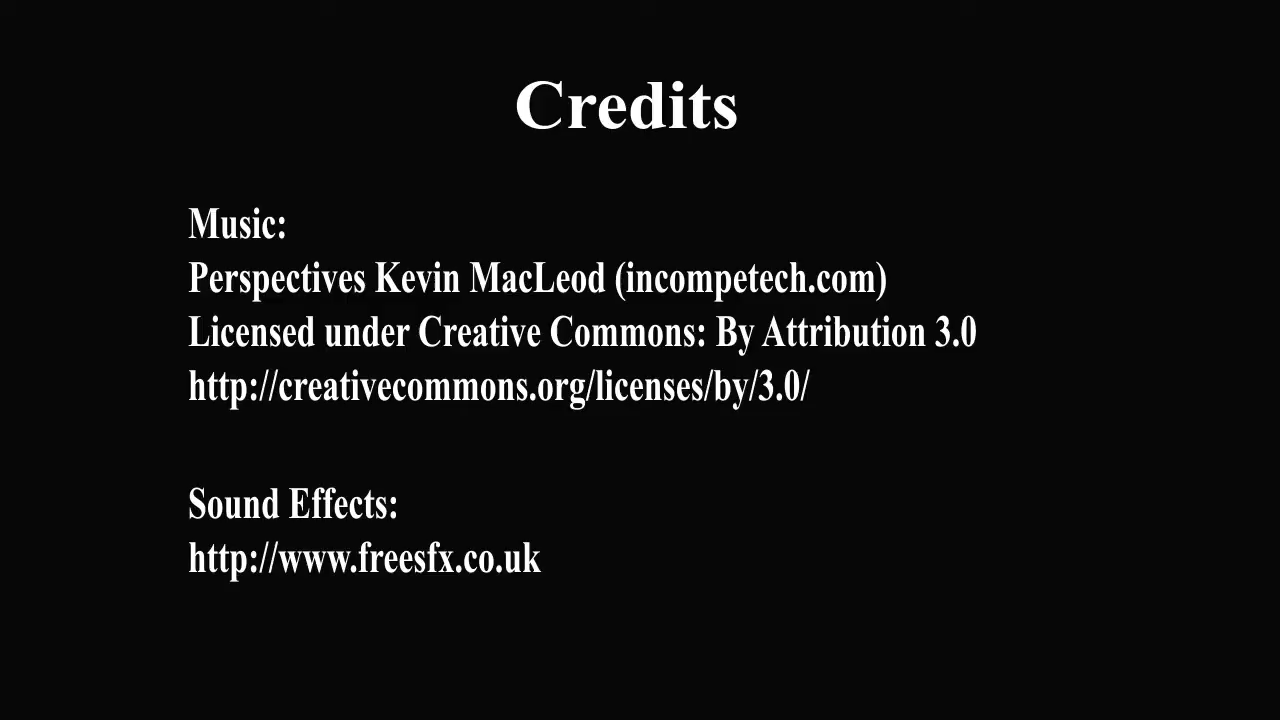 Credits
Music:
Perspectives Kevin MacLeod (incompetech.com)
Licensed under Creative Commons: By Attribution 3.0
http://creativecommons.org/licenses/by/3.0/
Sound Effects:
http://www.freesfx.co.uk